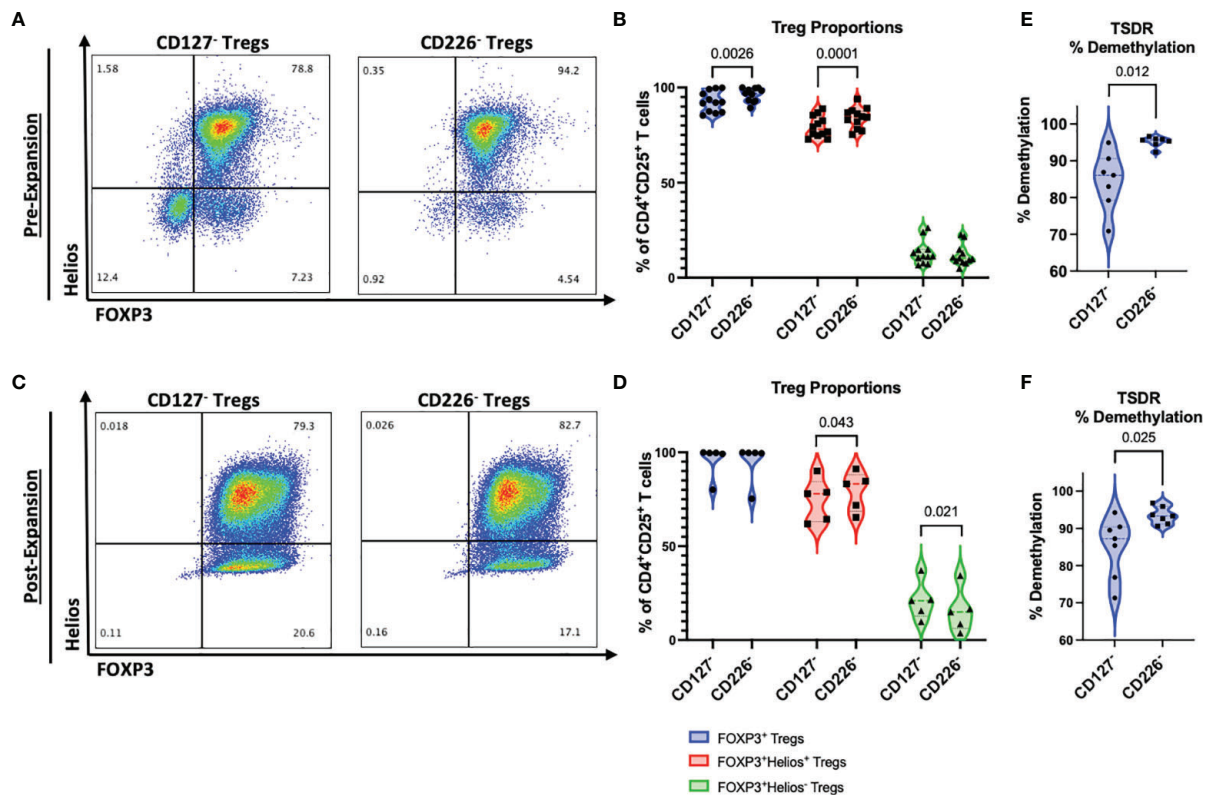 A
CD127⁻ Tregs
CD226⁻ Tregs
1.58
78.8
12.4
7.23
0.35
94.2
0.92
4.54
Pre-Expansion
Helios
FOXP3
B
Treg Proportions
0.0026
0.0001
% of CD4⁺CD25⁺ T cells
100
50
0
CD127⁻
CD226⁻
CD127⁻
CD226⁻
CD127⁻
CD226⁻
E
TSDR
% Demethylation
0.012
% Demethylation
100
90
80
70
60
CD127⁻
CD226⁻
C
CD127⁻ Tregs
CD226⁻ Tregs
0.018
79.3
0.11
20.6
0.026
82.7
0.16
17.1
Post-Expansion
Helios
FOXP3
D
Treg Proportions
0.043
0.021
% of CD4⁺CD25⁺ T cells
100
50
0
CD127⁻
CD226⁻
CD127⁻
CD226⁻
CD127⁻
CD226⁻
F
TSDR
% Demethylation
0.025
% Demethylation
100
90
80
70
60
CD127⁻
CD226⁻
FOXP3⁺ Tregs
FOXP3⁺Helios⁺ Tregs
FOXP3⁺Helios⁻ Tregs